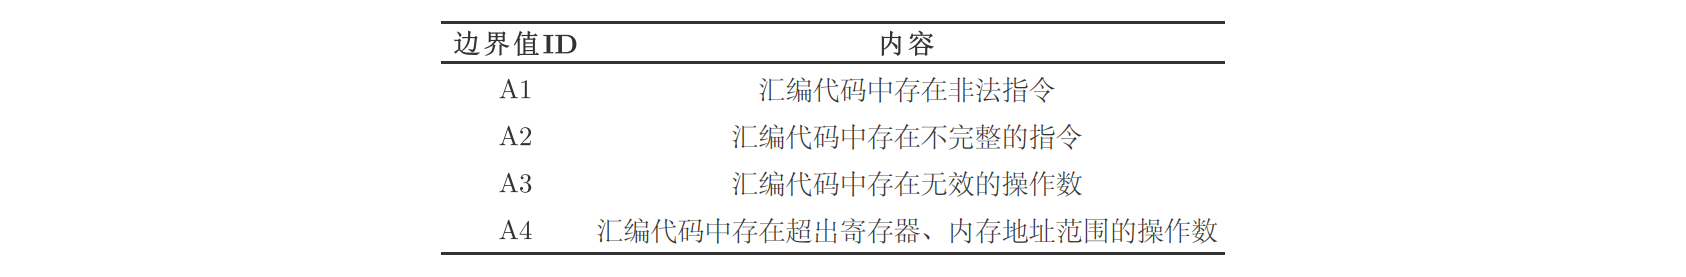 边界值ID 内容
A1 汇编代码中存在非法指令
A2 汇编代码中存在不完整的指令
A3 汇编代码中存在无效的操作数
A4 汇编代码中存在超出寄存器、内存地址范围的操作数